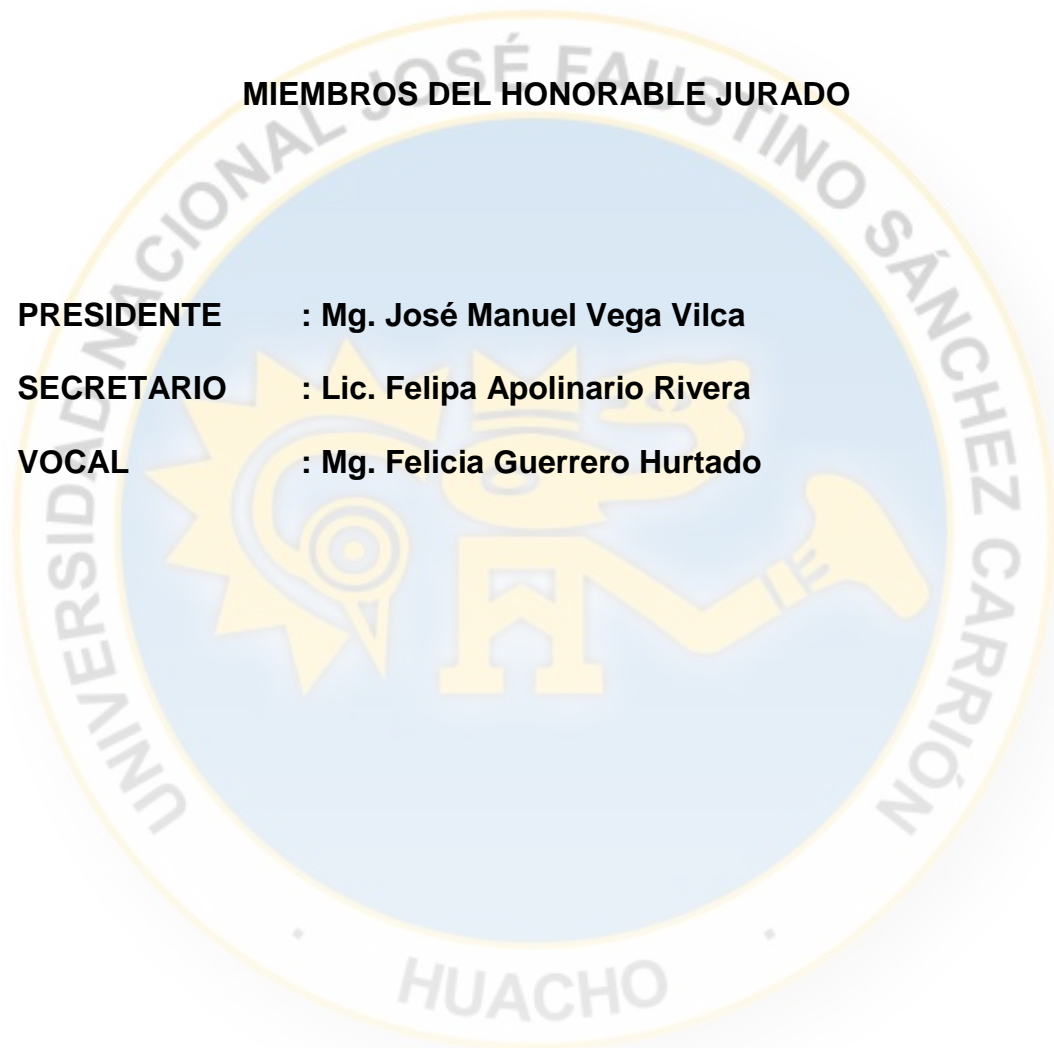 MIEMBROS DEL HONORABLE JURADO
PRESIDENTE : Mg. José Manuel Vega Vilca
SECRETARIO : Lic. Felipa Apolinario Rivera
VOCAL : Mg. Felicia Guerrero Hurtado
UNIVERSIDAD NACIONAL JOSÉ FAUSTINO SÁNCHEZ CARRIÓN
HUACHO